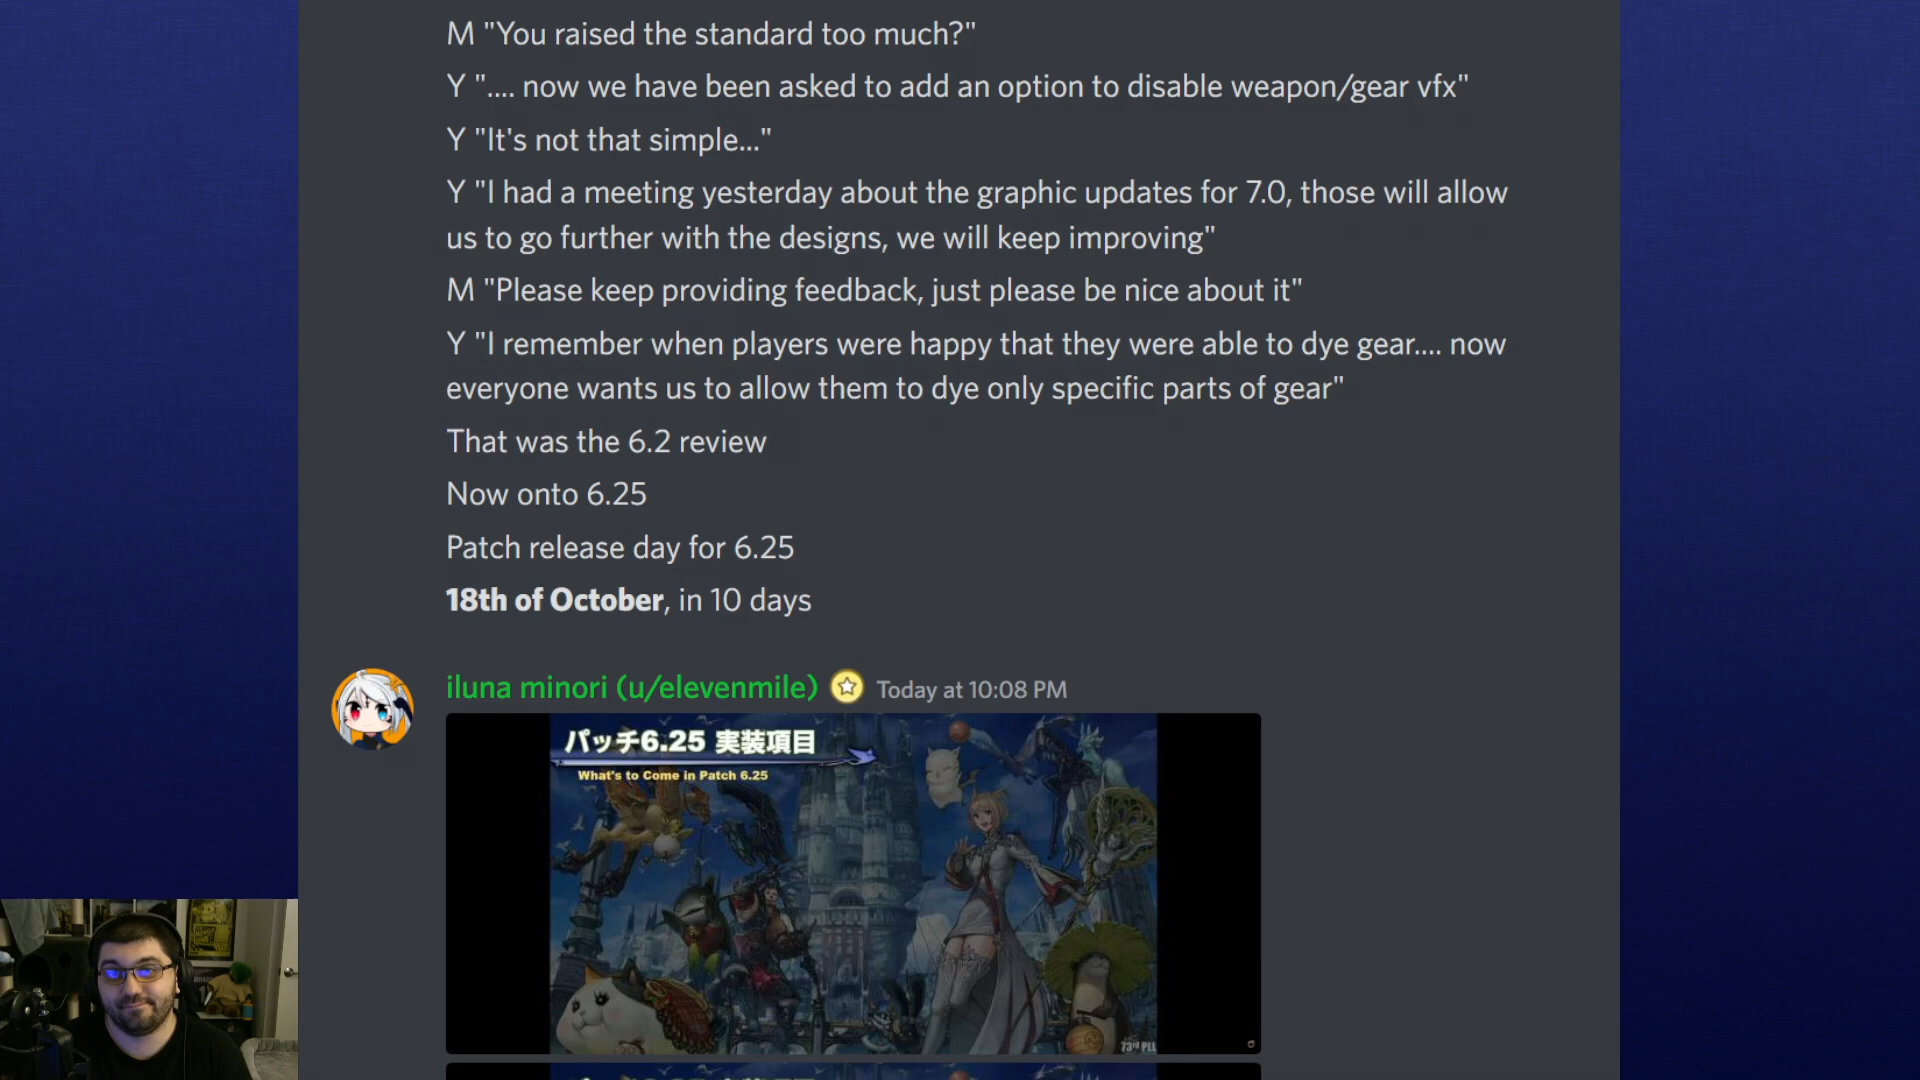 M "You raised the standard too much?"
Y ".... now we have been asked to add an option to disable weapon/gear vfx"
Y "It's not that simple..."
Y "I had a meeting yesterday about the graphic updates for 7.0, those will allow
us to go further with the designs, we will keep improving"
M "Please keep providing feedback, just please be nice about it"
Y "I remember when players were happy that they were able to dye gear.... now
everyone wants us to allow them to dye only specific parts of gear"
That was the 6.2 review
Now onto 6.25
Patch release day for 6.25
18th of October, in 10 days
iluna minori (u/elevenmile) Today at 10:08 PM
パッチ6.25 実装項目
What's to Come in Patch 6.25
73rd PLL